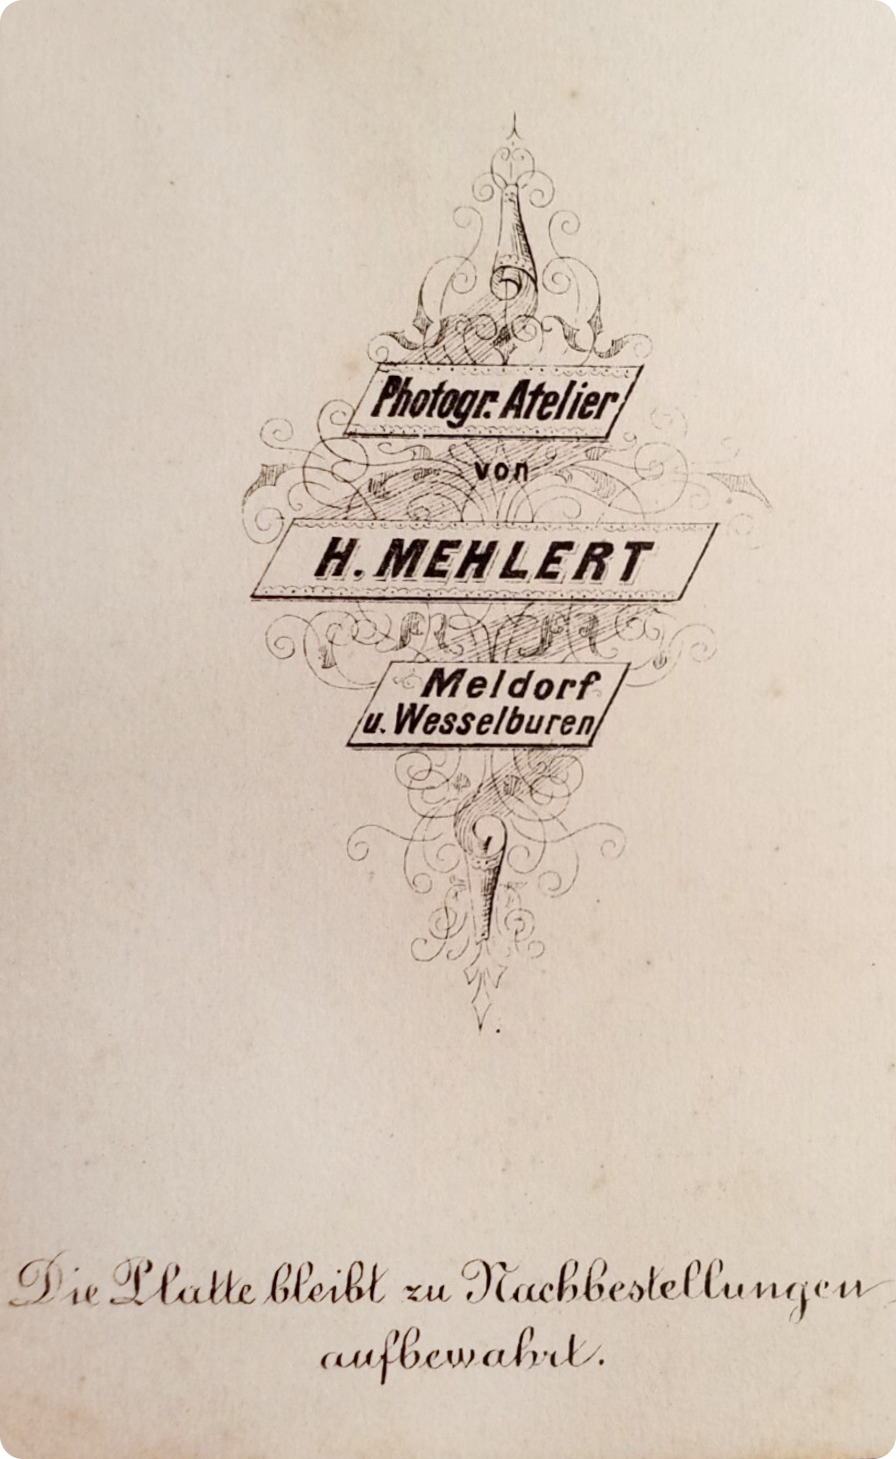 Photogr. Atelier
von
H. MEHLERT
Meldorf
u. Wesselburen
Die Platte bleibt zu Nachbestellungen
aufbewahrt.